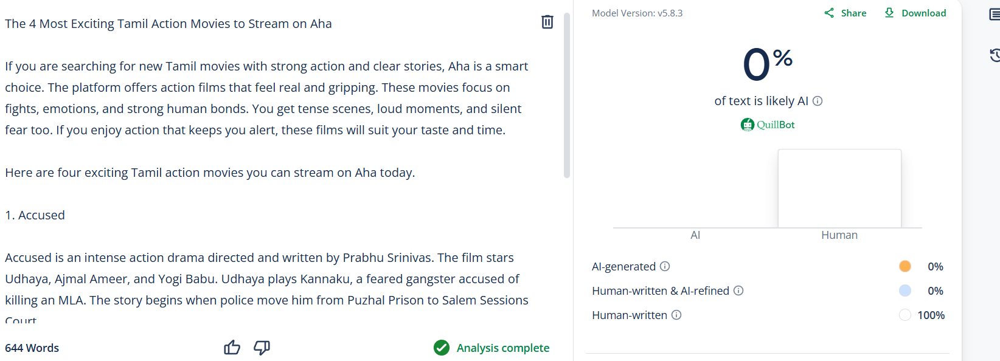 The 4 Most Exciting Tamil Action Movies to Stream on Aha
If you are searching for new Tamil movies with strong action and clear stories, Aha is a smart
choice. The platform offers action films that feel real and gripping. These movies focus on
fights, emotions, and strong human bonds. You get tense scenes, loud moments, and silent
fear too. If you enjoy action that keeps you alert, these films will suit your taste and time.
Here are four exciting Tamil action movies you can stream on Aha today.
1. Accused
Accused is an intense action drama directed and written by Prabhu Srinivas. The film stars
Udhaya, Ajmal Ameer, and Yogi Babu. Udhaya plays Kannaku, a feared gangster accused of
killing an MLA. The story begins when police move him from Puzhal Prison to Salem Sessions
Court
644 Words
Analysis complete
Model Version: v5.8.3
Share
Download
0%
of text is likely AI
QuillBot
AI
Human
AI-generated 0%
Human-written & AI-refined 0%
Human-written 100%